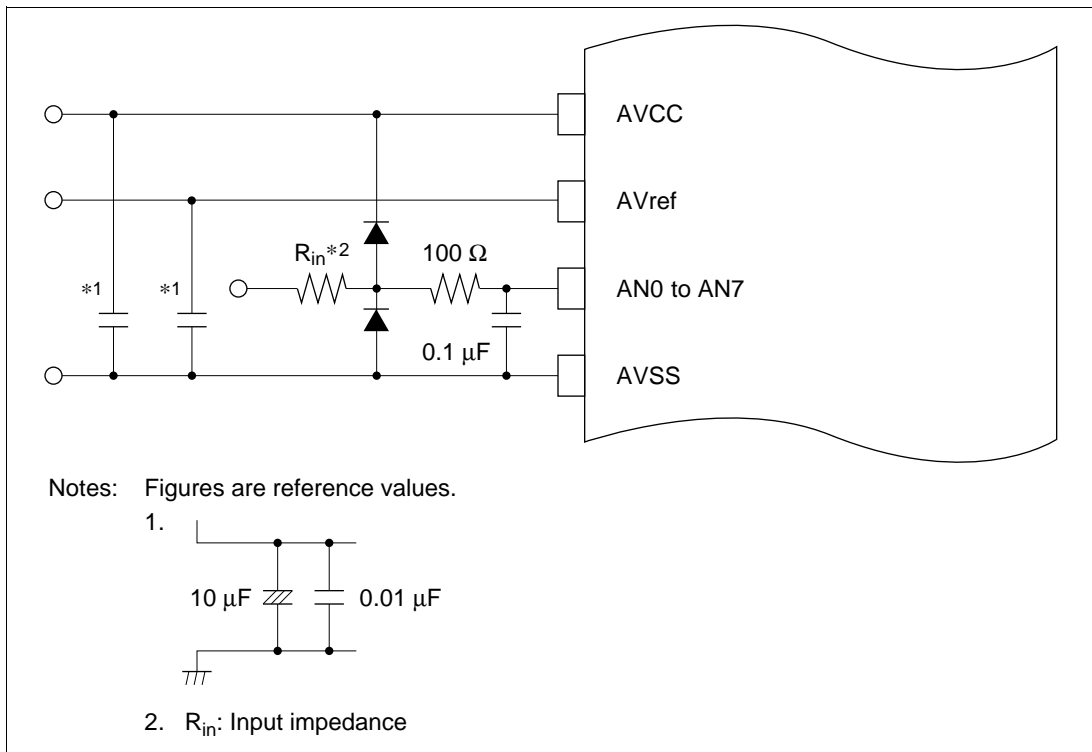 AVCC
AVref
Rin*2
100 Ω
*1
*1
AN0 to AN7
0.1 μF
AVSS
Notes: Figures are reference values.
1.
10 μF
0.01 μF
2. Rin: Input impedance